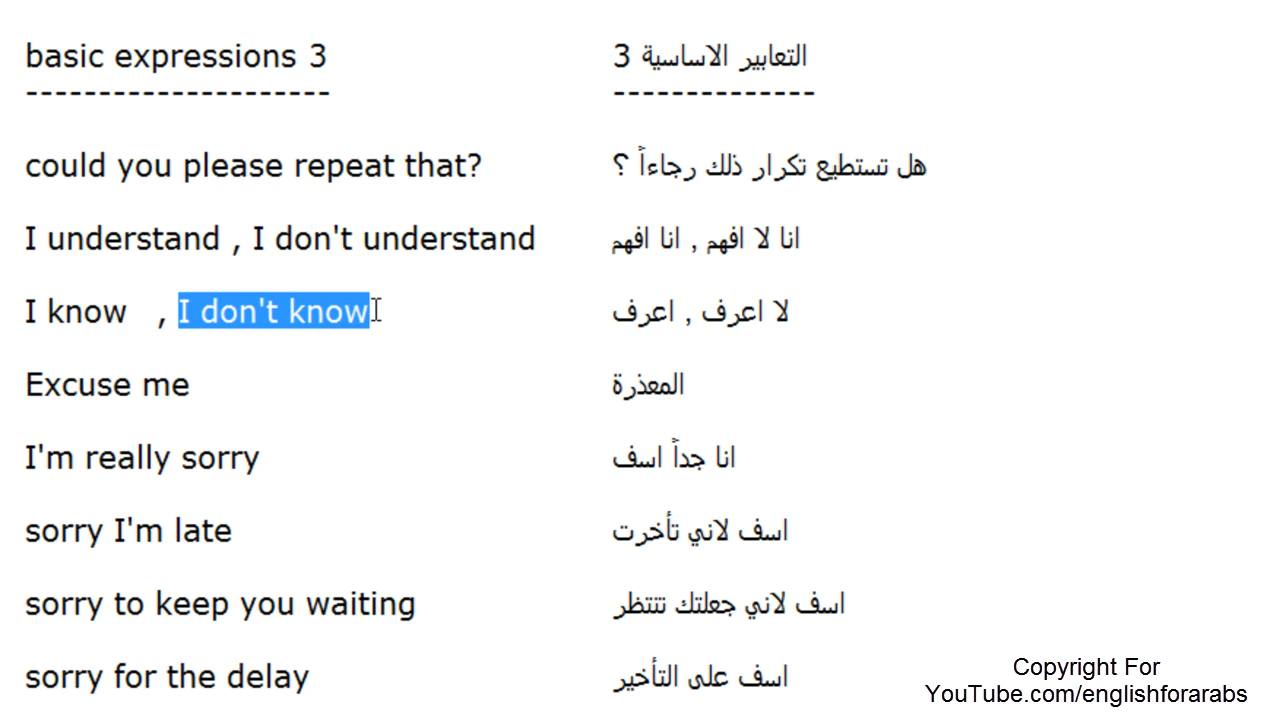 basic expressions 3
التعابير الاساسية 3
---------------------
--------------
could you please repeat that?
هل تستطيع تكرار ذلك رجاءاً ؟
I understand , I don't understand
انا لا افهم , انا افهم
I know , I don't know
لا اعرف , اعرف
Excuse me
المعذرة
I'm really sorry
انا جداً اسف
sorry I'm late
اسف لاني تأخرت
sorry to keep you waiting
اسف لاني جعلتك تنتظر
sorry for the delay
اسف على التأخير
Copyright For
YouTube.com/englishforarabs